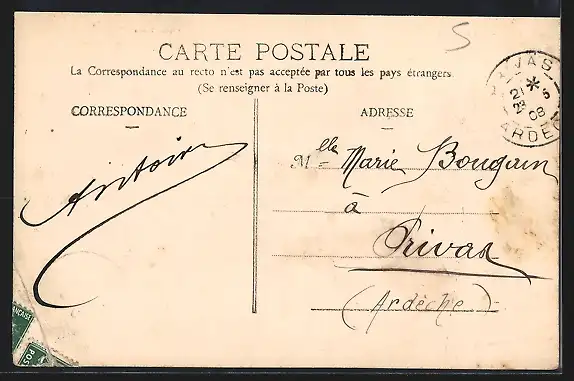 CARTE POSTALE
La Correspondance au recto n'est pas acceptée par tous les pays étrangers
(Se renseigner à la Poste)
CORRESPONDANCE
ADRESSE
Antoine
Mlle Marie Bougain
à
Privas
(Ardèche)
S